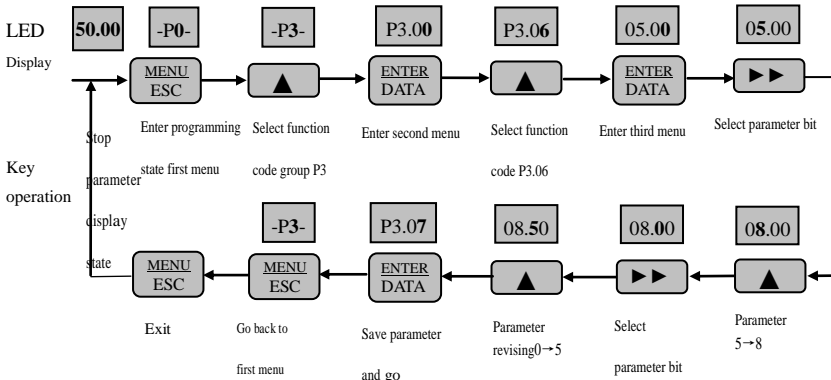 LED 50.00 -P0- -P3- P3.00 P3.06 05.00 05.00
Display
MENU ESC ▲ ENTER DATA ▲ ENTER DATA ►►
Stop
parameter
display
state
Enter programming
state first menu
Select function
code group P3
Enter second menu
Select function
code P3.06
Enter third menu
Select parameter bit
Key
operation
-P3- P3.07 08.50 08.00 08.00
MENU ESC MENU ESC ENTER DATA ▲ ►► ▲
Exit
Go back to
first menu
Save parameter
and go
Parameter
revising0→5
Select
parameter bit
Parameter
5→8